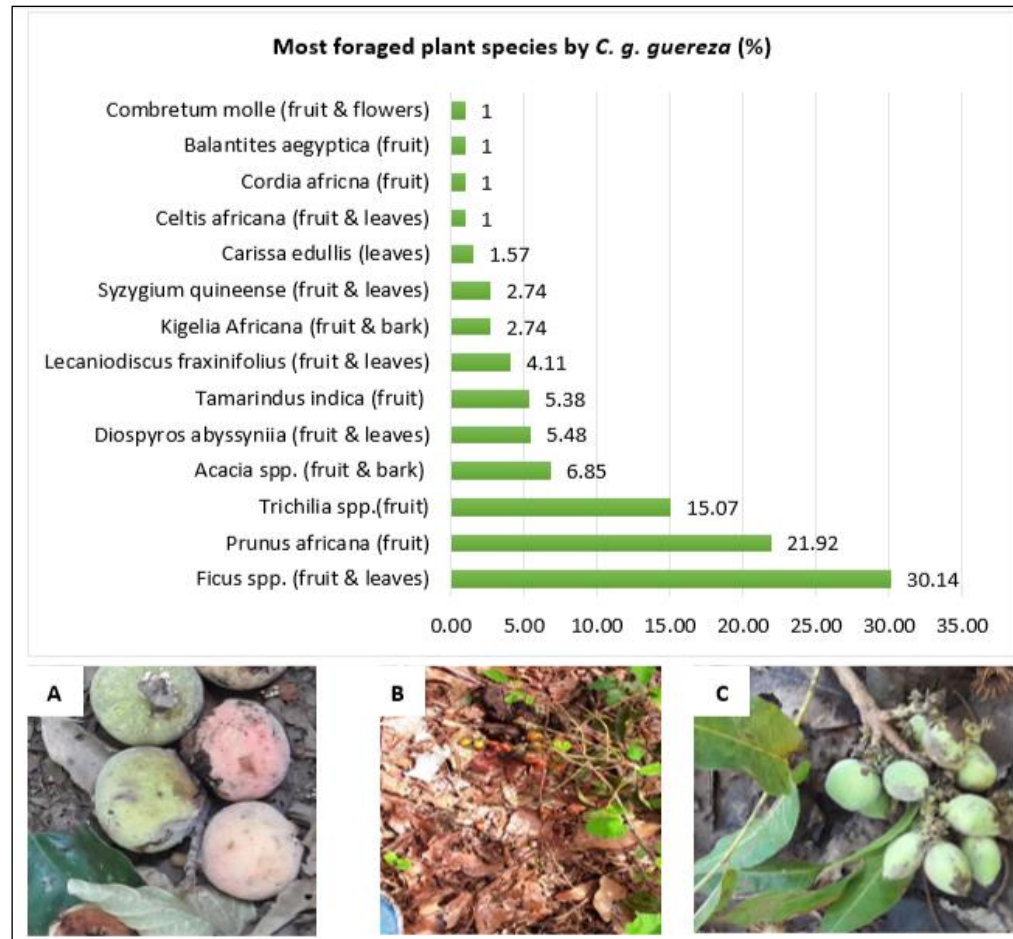 Most foraged plant species by C. g. guereza (%)
Combretum molle (fruit & flowers) 1
Balantites aegyptica (fruit) 1
Cordia africna (fruit) 1
Celtis africana (fruit & leaves) 1
Carissa edullis (leaves) 1.57
Syzygium quineense (fruit & leaves) 2.74
Kigelia Africana (fruit & bark) 2.74
Lecaniodiscus fraxinifolius (fruit & leaves) 4.11
Tamarindus indica (fruit) 5.38
Diospyros abyssyniia (fruit & leaves) 5.48
Acacia spp. (fruit & bark) 6.85
Trichilia spp.(fruit) 15.07
Prunus africana (fruit) 21.92
Ficus spp. (fruit & leaves) 30.14
0.00 5.00 10.00 15.00 20.00 25.00 30.00 35.00
A B C